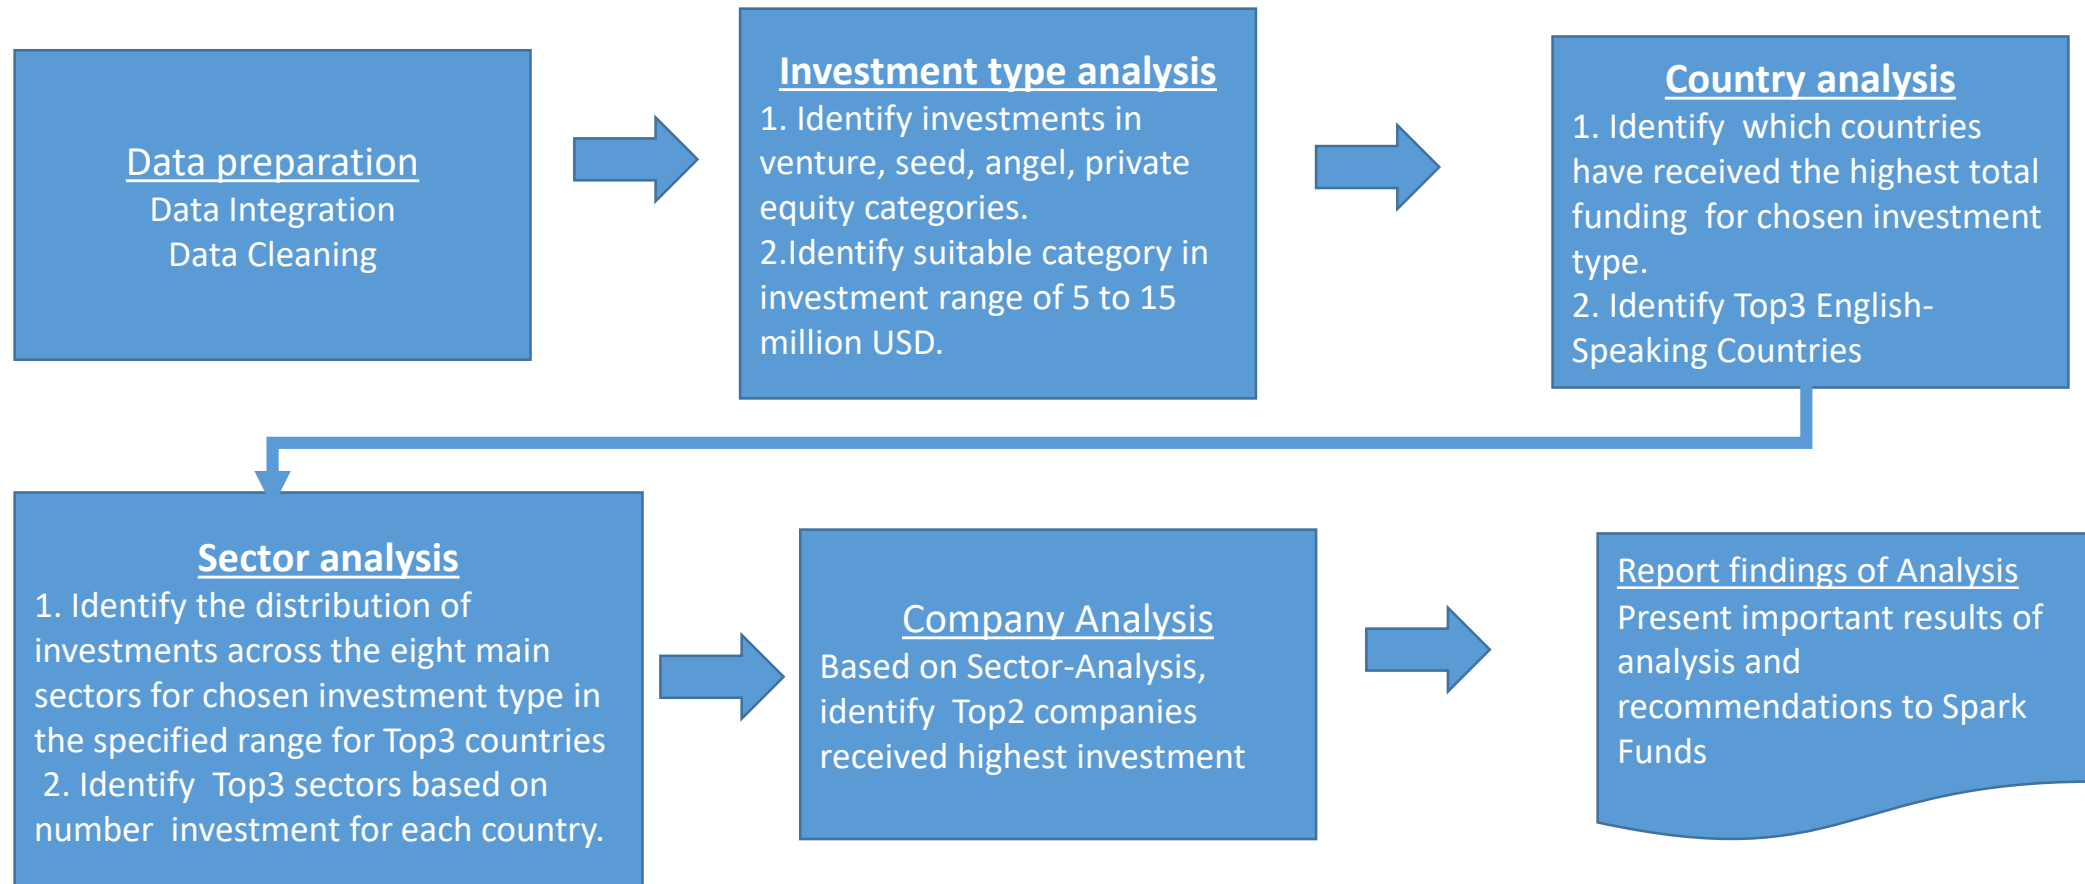 Data preparation
Data Integration
Data Cleaning
Investment type analysis
1. Identify investments in
venture, seed, angel, private
equity categories.
2.Identify suitable category in
investment range of 5 to 15
million USD.
Country analysis
1. Identify  which countries
have received the highest total
funding  for chosen investment
type.
2. Identify Top3 English-
Speaking Countries
Sector analysis
1. Identify the distribution of
investments across the eight main
sectors for chosen investment type in
the specified range for Top3 countries
2. Identify  Top3 sectors based on
number  investment for each country.
Company Analysis
Based on Sector-Analysis,
identify  Top2 companies
received highest investment
Report findings of Analysis
Present important results of
analysis and
recommendations to Spark
Funds